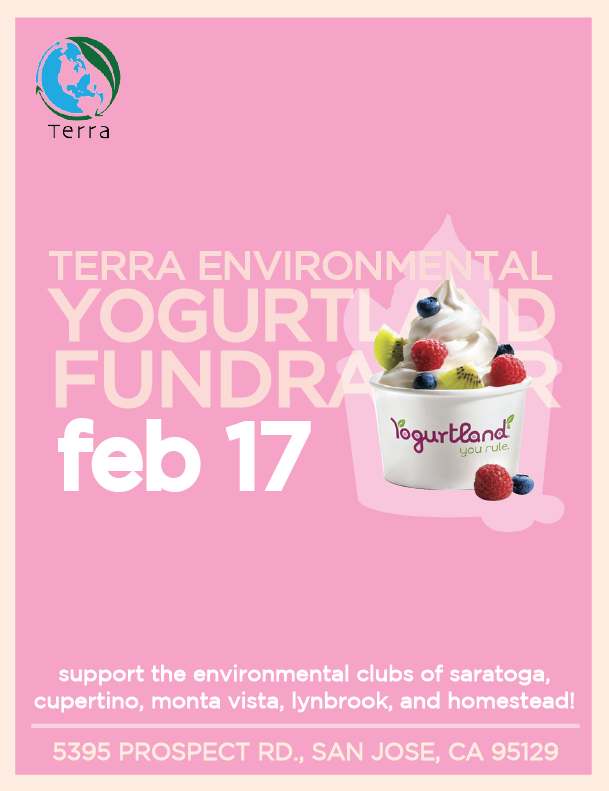 Terra
TERRA ENVIRONMENTAL
YOGURTLAND
FUNDRAISER
feb 17
Yogurtland
you rule.
support the environmental clubs of saratoga,
cupertino, monta vista, lynbrook, and homestead!
5395 PROSPECT RD., SAN JOSE, CA 95129